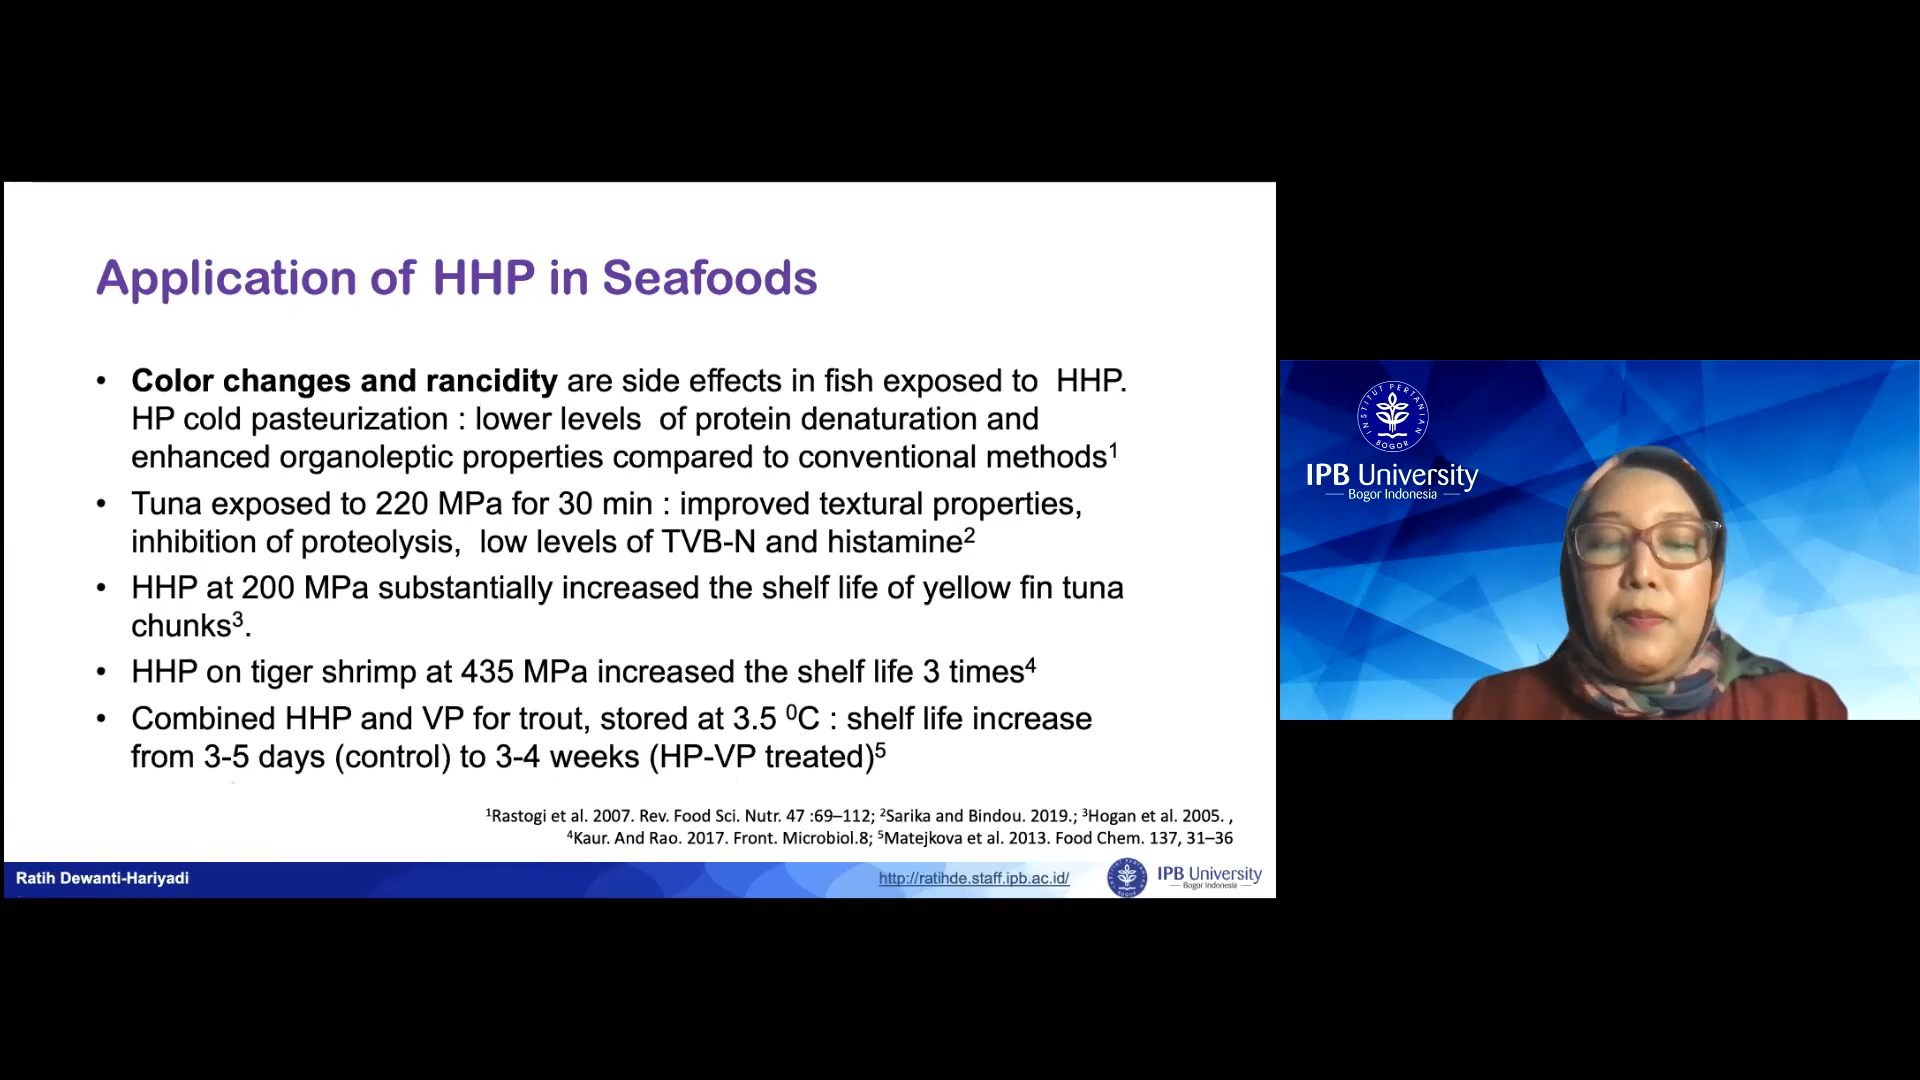 Application of HHP in Seafoods
• Color changes and rancidity are side effects in fish exposed to HHP.
HP cold pasteurization : lower levels of protein denaturation and
enhanced organoleptic properties compared to conventional methods¹
• Tuna exposed to 220 MPa for 30 min : improved textural properties,
inhibition of proteolysis, low levels of TVB-N and histamine²
• HHP at 200 MPa substantially increased the shelf life of yellow fin tuna
chunks³.
• HHP on tiger shrimp at 435 MPa increased the shelf life 3 times⁴
• Combined HHP and VP for trout, stored at 3.5 ⁰C : shelf life increase
from 3-5 days (control) to 3-4 weeks (HP-VP treated)⁵
¹Rastogi et al. 2007. Rev. Food Sci. Nutr. 47 :69–112; ²Sarika and Bindou. 2019.; ³Hogan et al. 2005. ,
⁴Kaur. And Rao. 2017. Front. Microbiol.8; ⁵Matejkova et al. 2013. Food Chem. 137, 31–36
Ratih Dewanti-Hariyadi
http://ratihde.staff.ipb.ac.id/
IPB University
Bogor Indonesia
INSTITUT PERTANIAN
BOGOR
IPB University
Bogor Indonesia